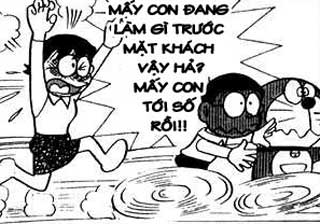 MẤY CON ĐANG
LÀM GÌ TRƯỚC
MẶT KHÁCH
VẬY HẢ?
MẤY CON
TỚI SỐ
RỒI!!!